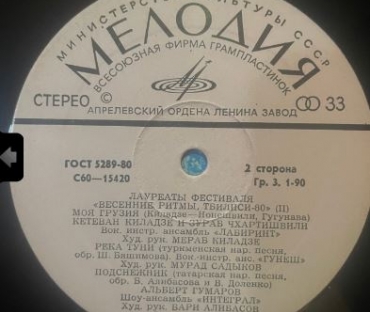 МИНИСТЕРСТВО КУЛЬТУРЫ СССР
МЕЛОДИЯ
ВСЕСОЮЗНАЯ ФИРМА ГРАМПЛАСТИНОК
СТЕРЕО
33
АПРЕЛЕВСКИЙ ОРДЕНА ЛЕНИНА ЗАВОД
ГОСТ 5289-80
С60—15420
2 сторона
Гр. 3. 1-90
ЛАУРЕАТЫ ФЕСТИВАЛЯ
«ВЕСЕННИЕ РИТМЫ, ТБИЛИСИ-80» (II)
МОЯ ГРУЗИЯ (Киладзе—Новешвили, Гугунава)
КЕТЕВАН КИЛАДЗЕ И ЗУРАБ ЧХАРТИШВИЛИ
Вок. инстр. ансамбль «ЛАБИРИНТ»
Худ. рук. МЕРАБ КИЛАДЗЕ
РЕКА ТУНИ (туркменская нар. песня,
обр. Ш. Башимова). Вок.-инстр. анс. «ГУНЕШ»
Худ. рук. МУРАД САДЫКОВ
ПОДСНЕЖНИК (татарская нар. песня,
обр. Б. Алибасова и В. Доленко)
АЛЬБЕРТ ГУМАРОВ
Шоу-ансамбль «ИНТЕГРАЛ»
Худ. рук. БАРИ АЛИБАСОВ